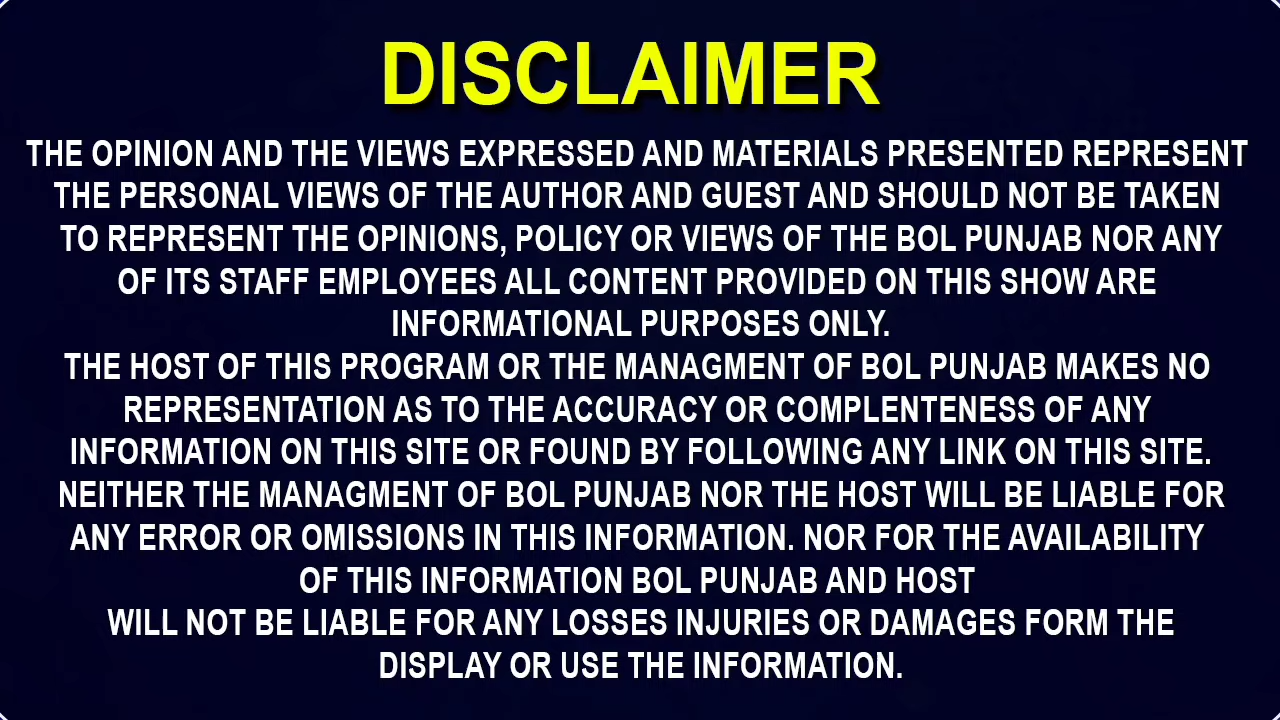 DISCLAIMER
THE OPINION AND THE VIEWS EXPRESSED AND MATERIALS PRESENTED REPRESENT
THE PERSONAL VIEWS OF THE AUTHOR AND GUEST AND SHOULD NOT BE TAKEN
TO REPRESENT THE OPINIONS, POLICY OR VIEWS OF THE BOL PUNJAB NOR ANY
OF ITS STAFF EMPLOYEES ALL CONTENT PROVIDED ON THIS SHOW ARE
INFORMATIONAL PURPOSES ONLY.
THE HOST OF THIS PROGRAM OR THE MANAGMENT OF BOL PUNJAB MAKES NO
REPRESENTATION AS TO THE ACCURACY OR COMPLENTENESS OF ANY
INFORMATION ON THIS SITE OR FOUND BY FOLLOWING ANY LINK ON THIS SITE.
NEITHER THE MANAGMENT OF BOL PUNJAB NOR THE HOST WILL BE LIABLE FOR
ANY ERROR OR OMISSIONS IN THIS INFORMATION. NOR FOR THE AVAILABILITY
OF THIS INFORMATION BOL PUNJAB AND HOST
WILL NOT BE LIABLE FOR ANY LOSSES INJURIES OR DAMAGES FORM THE
DISPLAY OR USE THE INFORMATION.